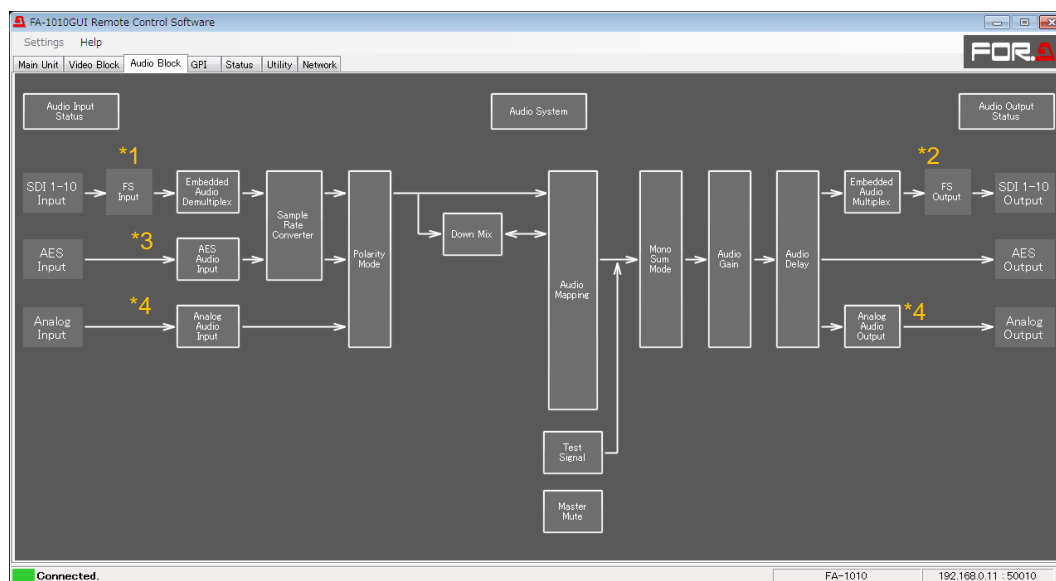 FA-1010GUI Remote Control Software
Settings Help
FOR.A
Main Unit Video Block Audio Block GPI Status Utility Network
Audio Input
Status
Audio System
Audio Output
Status
*1
*2
SDI 1-10
Input
FS
Input
Embedded
Audio
Demultiplex
Sample
Rate
Converter
Polarity
Mode
Down Mix
Audio
Mapping
Mono
Sum
Mode
Audio
Gain
Audio
Delay
Embedded
Audio
Multiplex
FS
Output
SDI 1-10
Output
*3
AES
Input
AES
Audio
Input
AES
Output
*4
Analog
Input
Analog
Audio
Input
Analog
Audio
Output
*4
Analog
Output
Test
Signal
Master
Mute
Connected.
FA-1010
192.168.0.11 : 50010